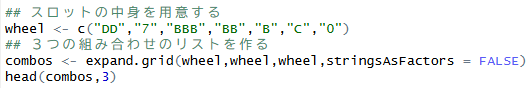 ## スロットの中身を用意する
wheel <- c("DD","7","BBB","BB","B","C","0")
## ３つの組み合わせのリストを作る
combos <- expand.grid(wheel,wheel,wheel,stringsAsFactors = FALSE)
head(combos,3)